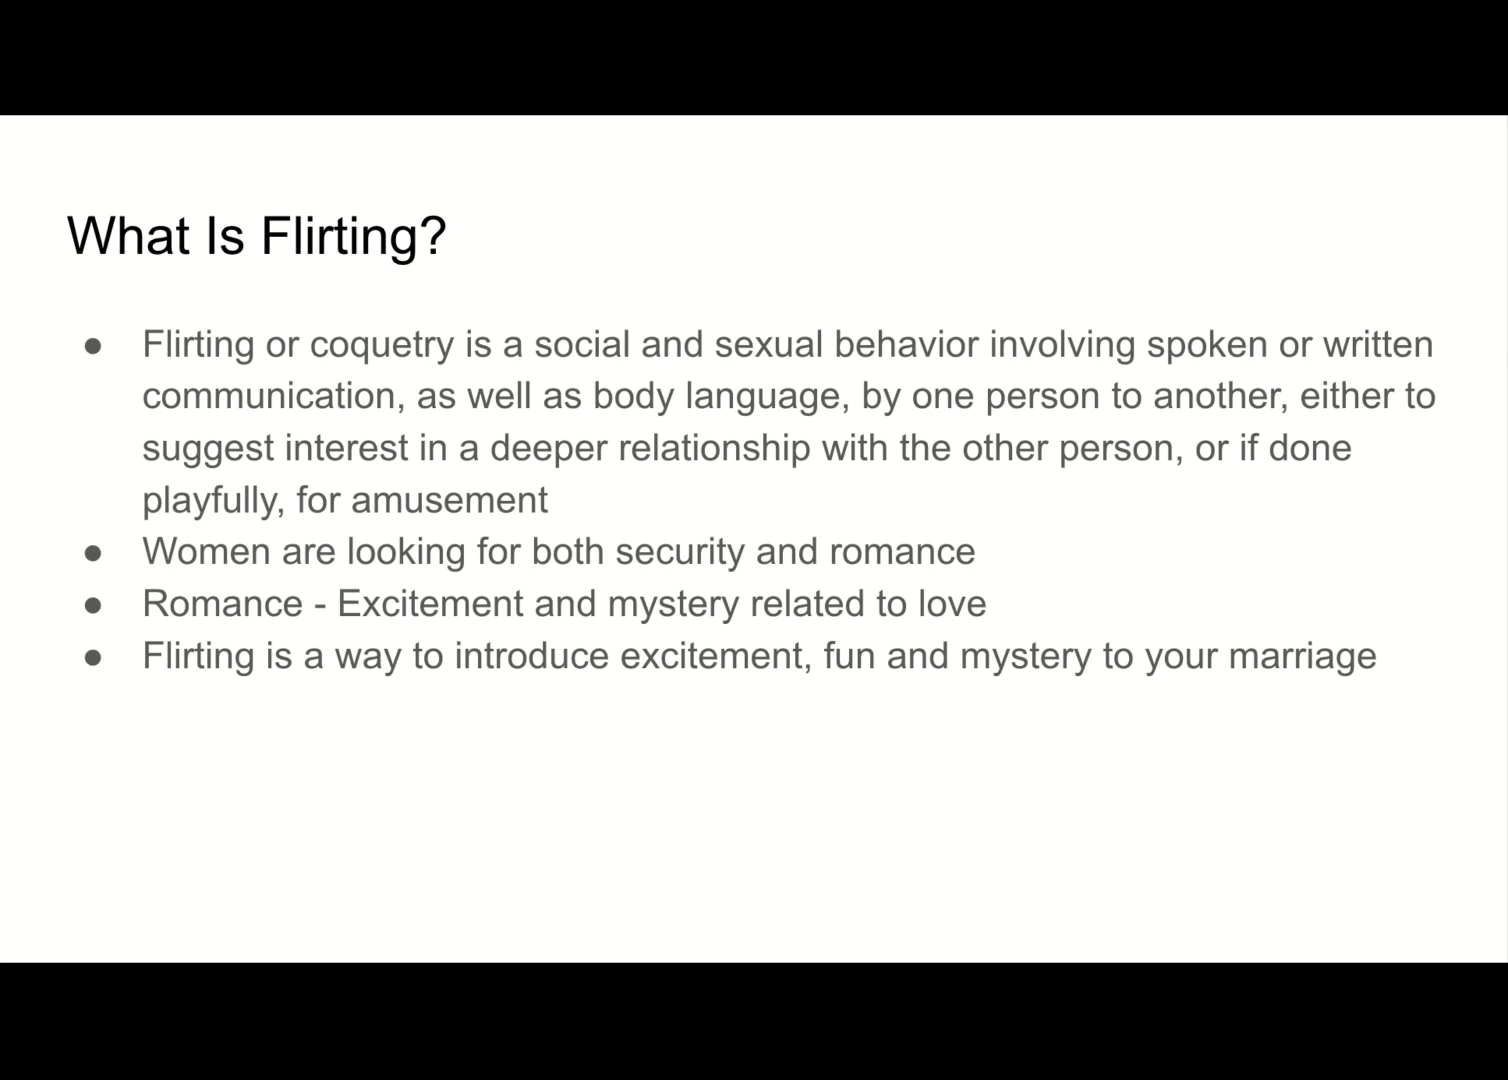 What Is Flirting?
● Flirting or coquetry is a social and sexual behavior involving spoken or written
communication, as well as body language, by one person to another, either to
suggest interest in a deeper relationship with the other person, or if done
playfully, for amusement
● Women are looking for both security and romance
● Romance - Excitement and mystery related to love
● Flirting is a way to introduce excitement, fun and mystery to your marriage